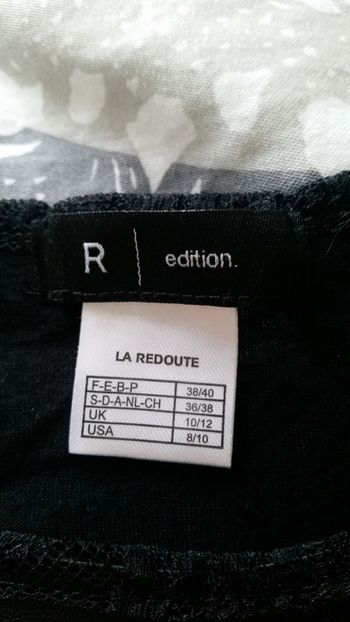 R | edition.
LA REDOUTE
F-E-B-P 38/40
S-D-A-NL-CH 36/38
UK 10/12
USA 8/10